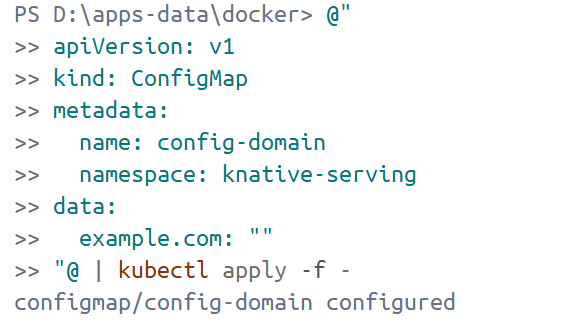 PS D:\apps-data\docker> @"
>> apiVersion: v1
>> kind: ConfigMap
>> metadata:
>>   name: config-domain
>>   namespace: knative-serving
>> data:
>>   example.com: ""
>> "@ | kubectl apply -f -
configmap/config-domain configured